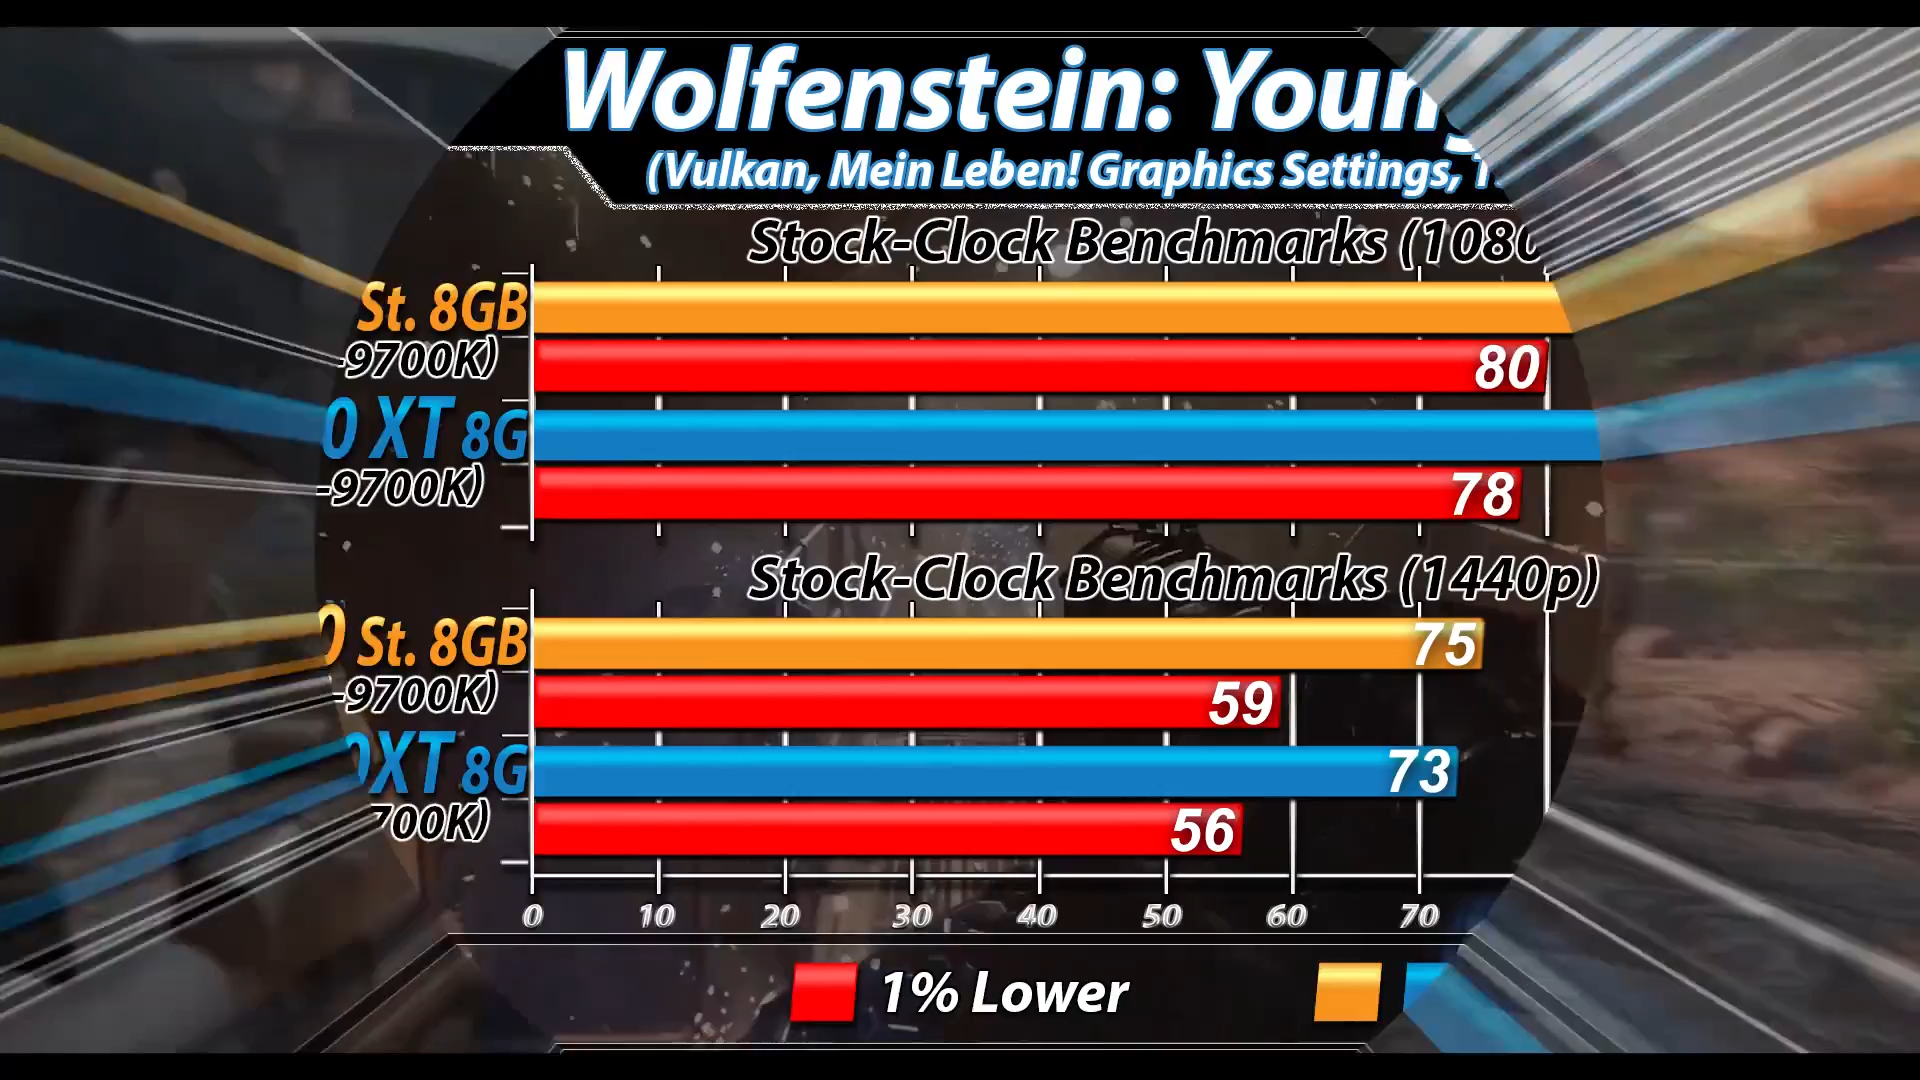 Wolfenstein: Young
(Vulkan, Mein Leben! Graphics Settings,
Stock-Clock Benchmarks (1080
St. 8GB
-9700K)
80
0 XT 8G
-9700K)
78
Stock-Clock Benchmarks (1440p)
0 St. 8GB
75
-9700K)
59
XT 8G
73
700K)
56
0 10 20 30 40 50 60 70
1% Lower